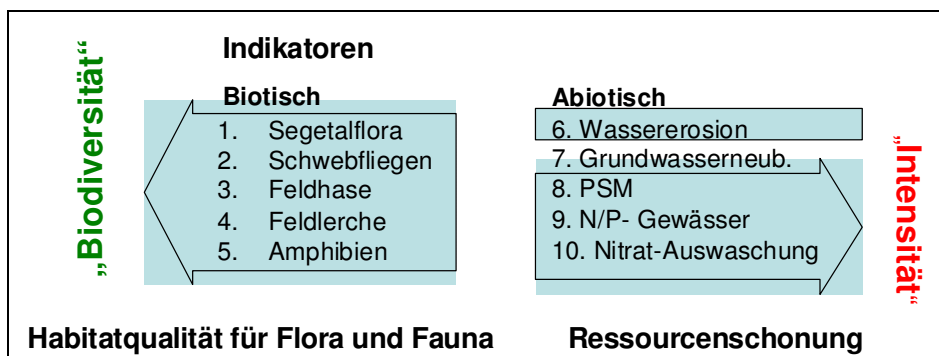 „Biodiversität“
Indikatoren
Biotisch
1. Segetalflora
2. Schwebfliegen
3. Feldhase
4. Feldlerche
5. Amphibien
Abiotisch
6. Wassererosion
7. Grundwasserneub.
8. PSM
9. N/P- Gewässer
10. Nitrat-Auswaschung
„Intensität“
Habitatqualität für Flora und Fauna
Ressourcenschonung